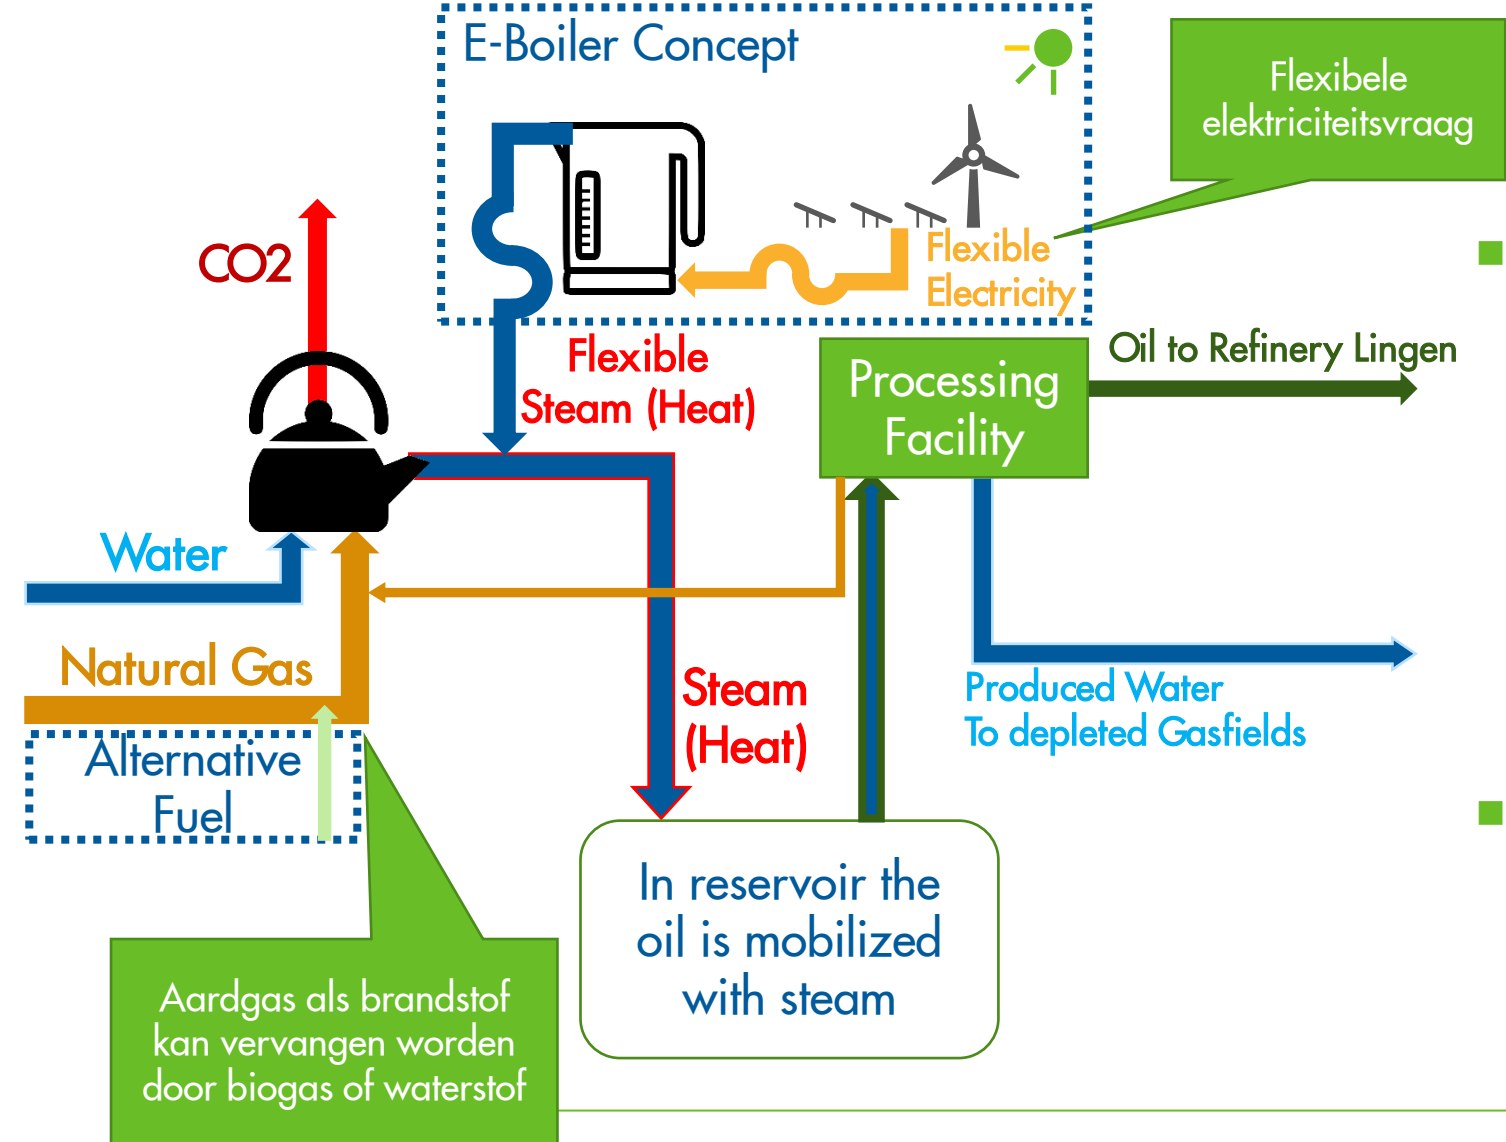 E-Boiler Concept
Flexibele
elektriciteitsvraag
CO2
Flexible
Electricity
Flexible
Steam (Heat)
Processing
Facility
Oil to Refinery Lingen
Water
Natural Gas
Steam
(Heat)
Produced Water
To depleted Gasfields
Alternative
Fuel
In reservoir the
oil is mobilized
with steam
Aardgas als brandstof
kan vervangen worden
door biogas of waterstof